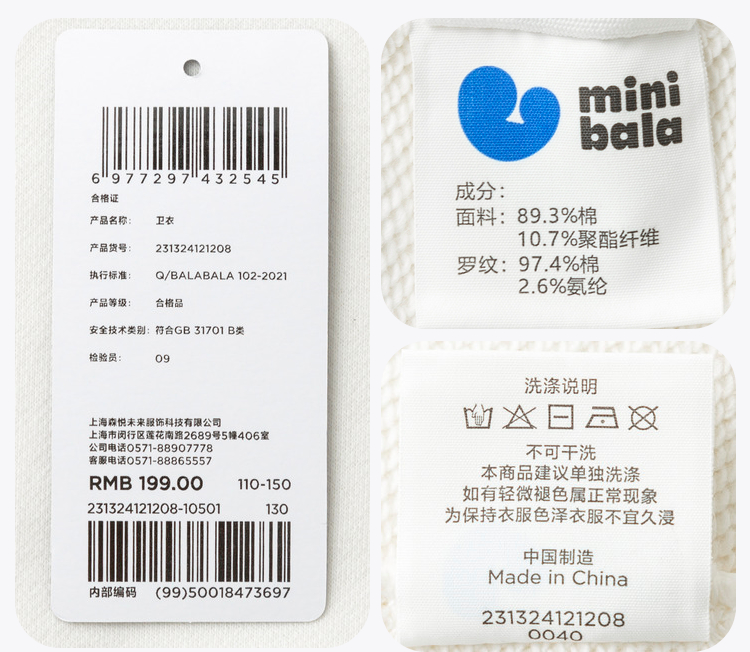 6 977297 432545
合格证
产品名称： 卫衣
产品货号： 231324121208
执行标准： Q/BALABALA 102-2021
产品等级： 合格品
安全技术类别：符合GB 31701 B类
检验员： 09
上海森悦未来服饰科技有限公司
上海市闵行区莲花南路2689号5幢406室
公司电话0571-88907778
客服电话0571-88865557
RMB 199.00 110-150
231324121208-10501 130
内部编码 (99)50018473697
mini
bala
成分：
面料：89.3%棉
10.7%聚酯纤维
罗纹：97.4%棉
2.6%氨纶
洗涤说明
不可干洗
本商品建议单独洗涤
如有轻微褪色属正常现象
为保持衣服色泽衣服不宜久浸
中国制造
Made in China
231324121208
0040